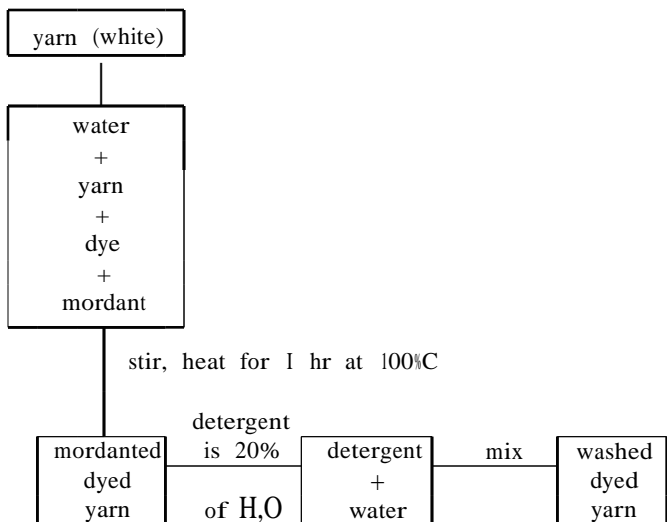 yarn (white)
water
+
yarn
+
dye
+
mordant
stir, heat for I hr at 100%C
detergent
is 20%
of H,O
mordanted
dyed
yarn
detergent
+
water
mix
washed
dyed
yarn